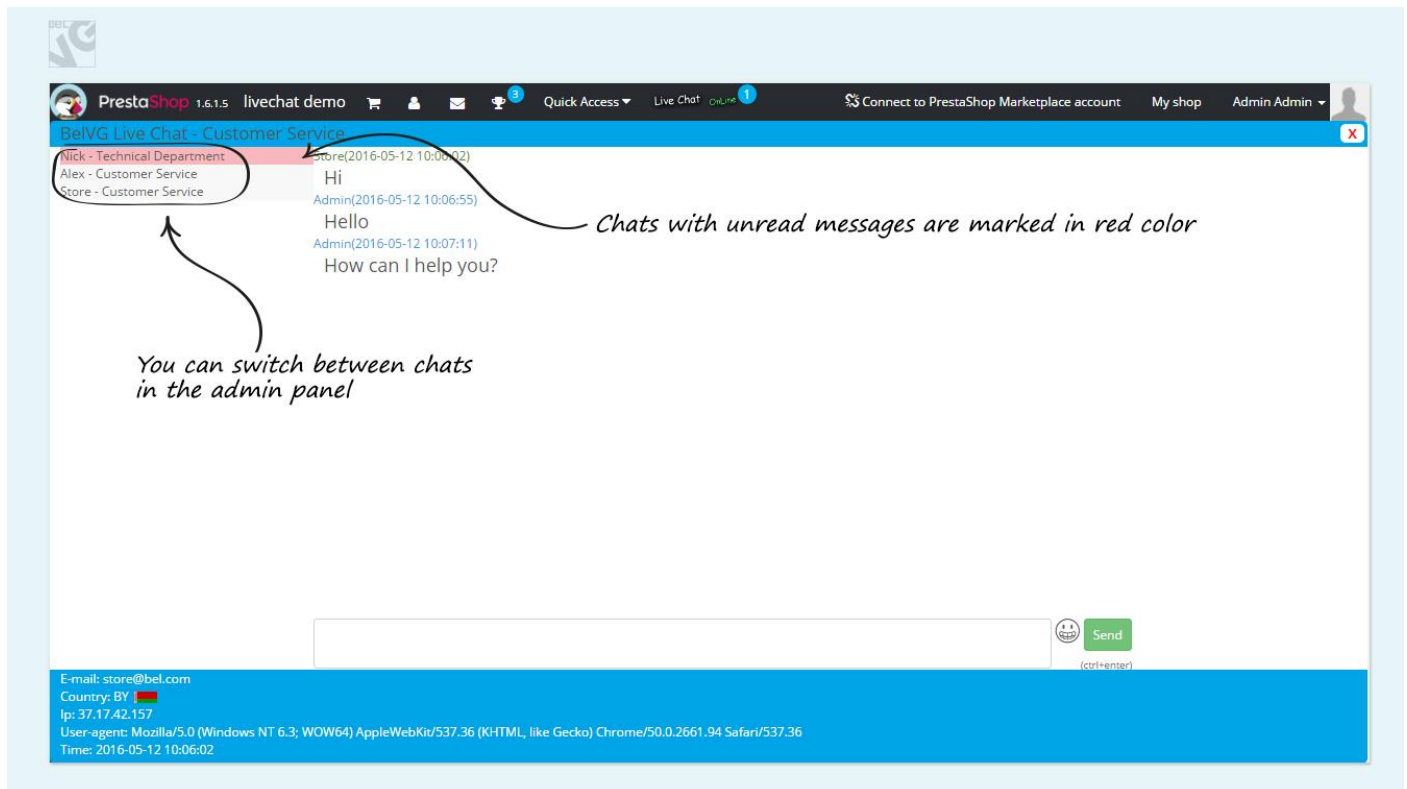 bel
VG
PrestaShop 1.6.1.5 livechat demo 3 Quick Access Live Chat OnLine 1 Connect to PrestaShop Marketplace account My shop Admin Admin
BelVG Live Chat - Customer Service X
Nick - Technical Department
Alex - Customer Service
Store - Customer Service
Store(2016-05-12 10:06:02)
Hi
Admin(2016-05-12 10:06:55)
Hello
Admin(2016-05-12 10:07:11)
How can I help you?
Chats with unread messages are marked in red color
You can switch between chats
in the admin panel
Send
(ctrl+enter)
E-mail: store@bel.com
Country: BY
Ip: 37.17.42.157
User-agent: Mozilla/5.0 (Windows NT 6.3; WOW64) AppleWebKit/537.36 (KHTML, like Gecko) Chrome/50.0.2661.94 Safari/537.36
Time: 2016-05-12 10:06:02